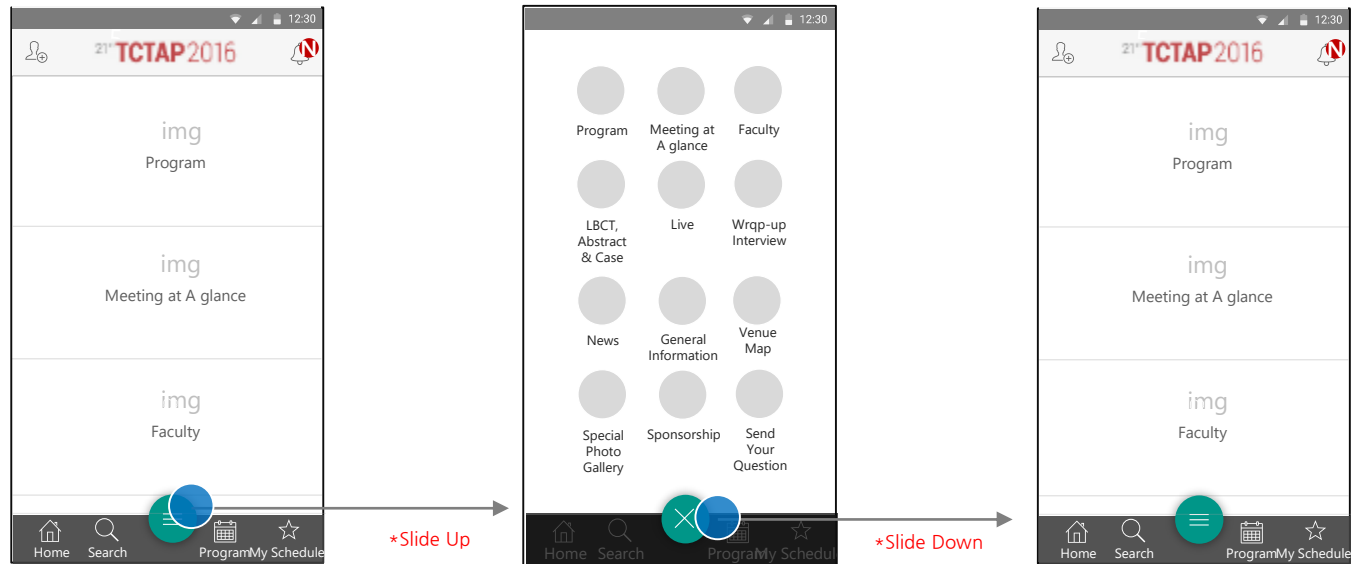 12:30
21st TCTAP2016
N
img
Program
img
Meeting at A glance
img
Faculty
Home Search Program My Schedule
*Slide Up
12:30
Program
Meeting at
A glance
Faculty
LBCT,
Abstract
& Case
Live
Wrqp-up
Interview
News
General
Information
Venue
Map
Special
Photo
Gallery
Sponsorship
Send
Your
Question
Home Search Program My Schedul
*Slide Down
12:30
21st TCTAP2016
N
img
Program
img
Meeting at A glance
img
Faculty
Home Search Program My Schedule